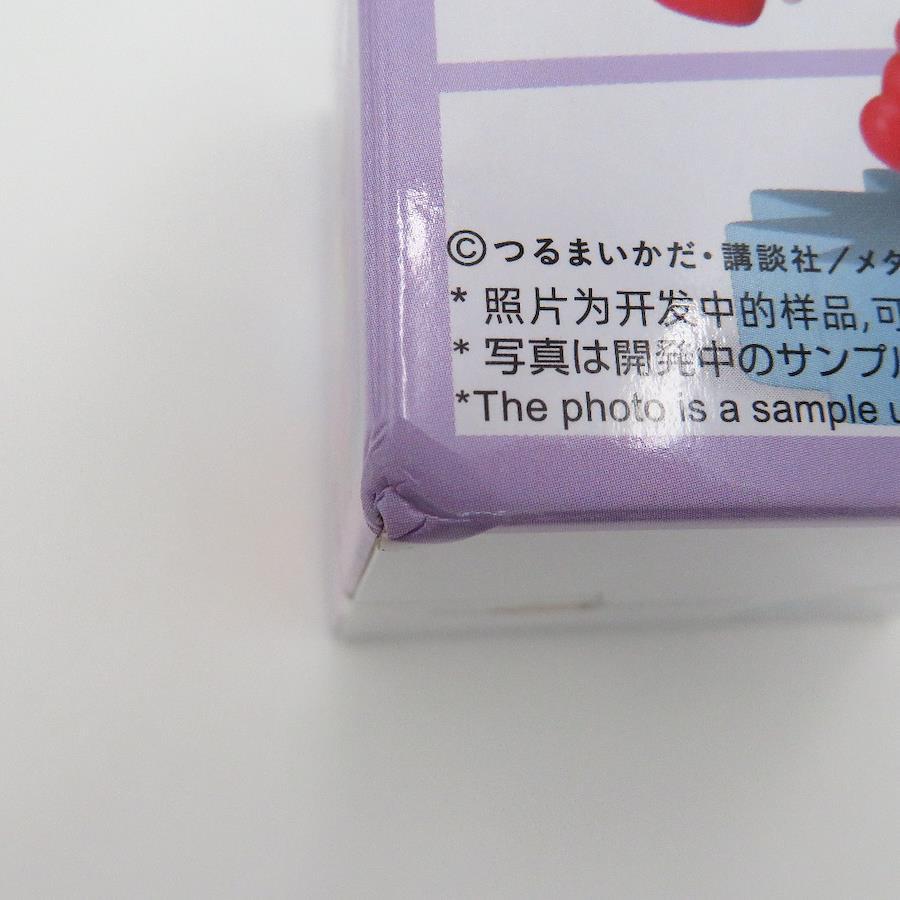 ©つるまいかだ・講談社/メタ
* 照片为开发中的样品,可
* 写真は開発中のサンプル
*The photo is a sample u